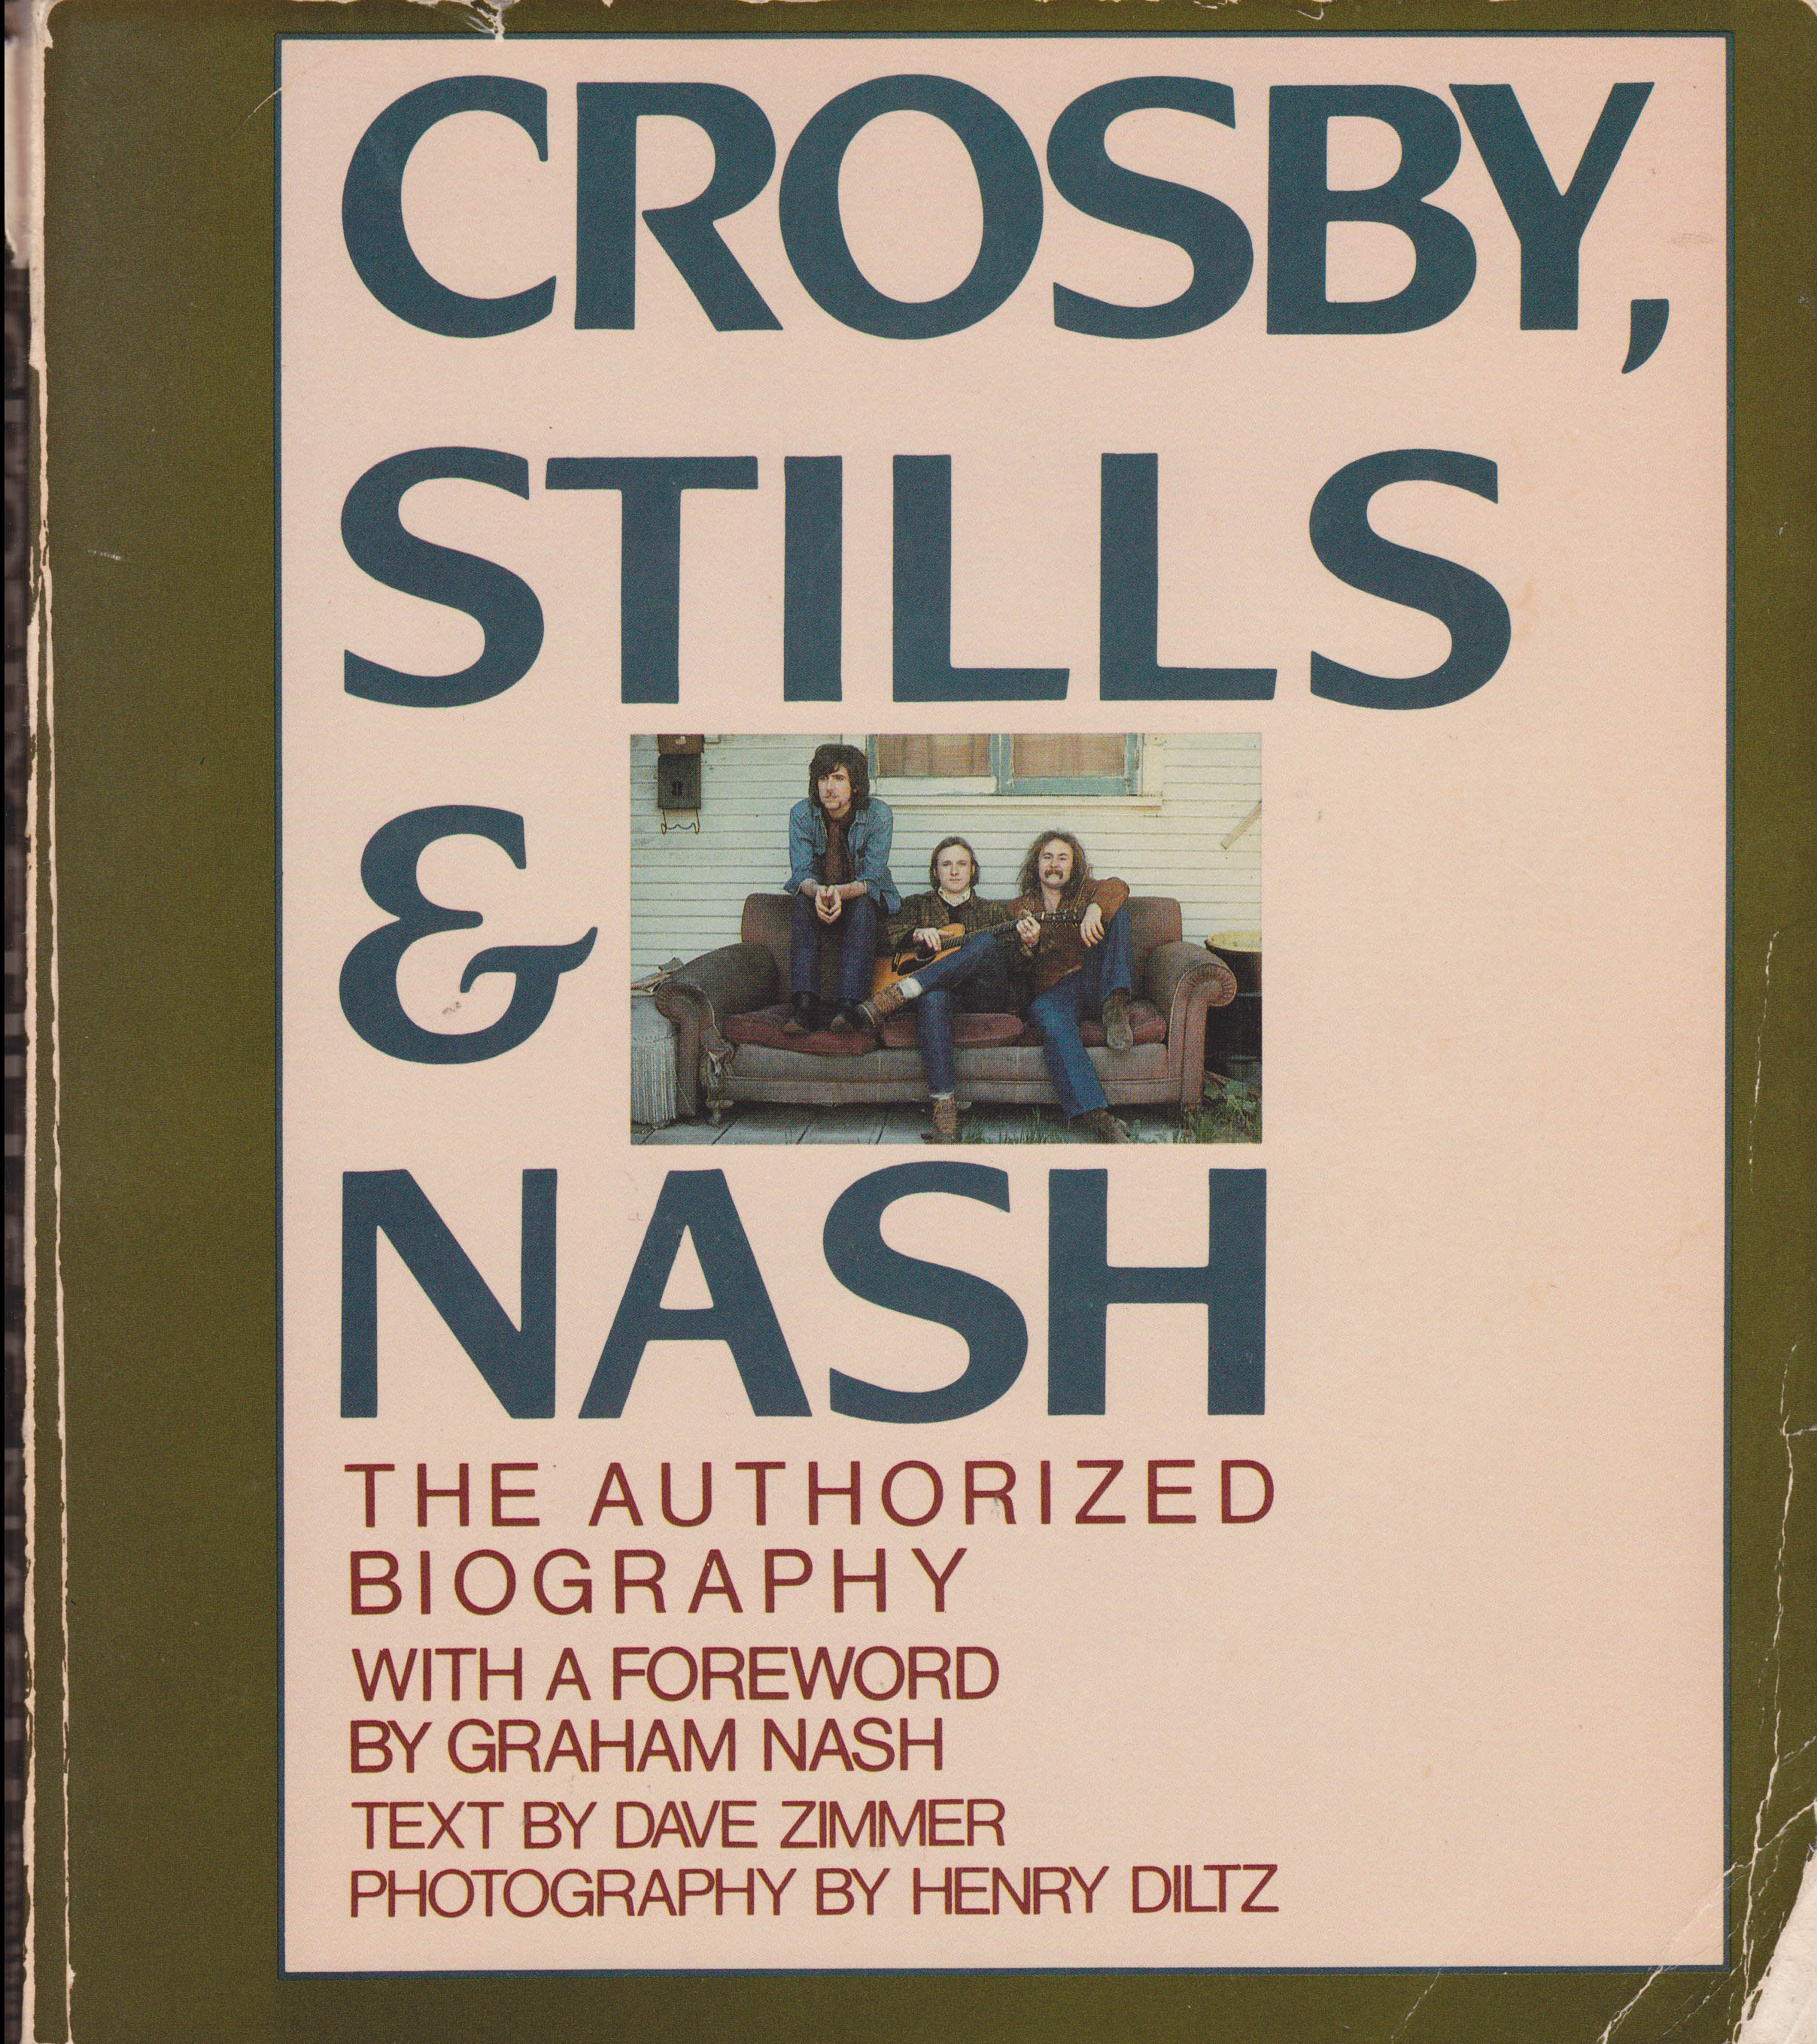 CROSBY,
STILLS
&
NASH
THE AUTHORIZED
BIOGRAPHY
WITH A FOREWORD
BY GRAHAM NASH
TEXT BY DAVE ZIMMER
PHOTOGRAPHY BY HENRY DILTZ